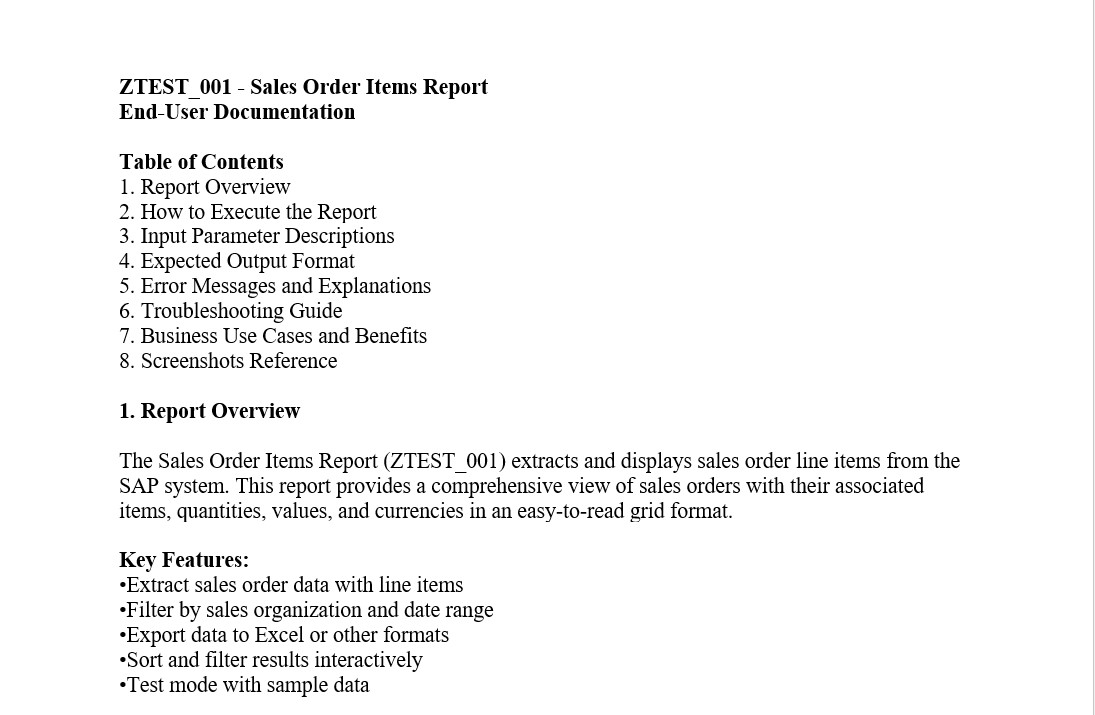 ZTEST_001 - Sales Order Items Report
End-User Documentation
Table of Contents
1. Report Overview
2. How to Execute the Report
3. Input Parameter Descriptions
4. Expected Output Format
5. Error Messages and Explanations
6. Troubleshooting Guide
7. Business Use Cases and Benefits
8. Screenshots Reference
1. Report Overview
The Sales Order Items Report (ZTEST_001) extracts and displays sales order line items from the
SAP system. This report provides a comprehensive view of sales orders with their associated
items, quantities, values, and currencies in an easy-to-read grid format.
Key Features:
•Extract sales order data with line items
•Filter by sales organization and date range
•Export data to Excel or other formats
•Sort and filter results interactively
•Test mode with sample data